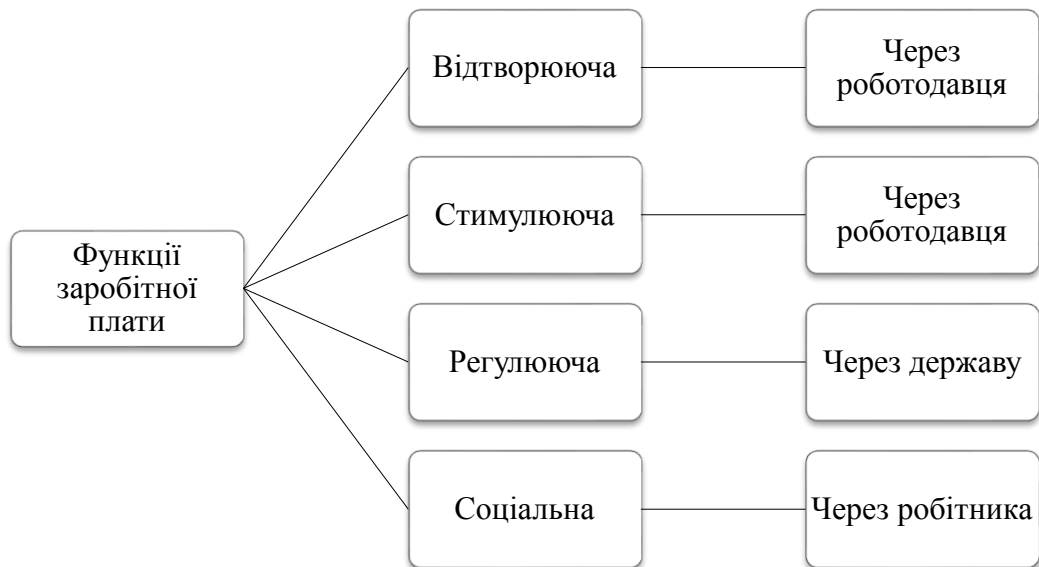 Функції
заробітної
плати
Відтворююча
Через
роботодавця
Стимулююча
Через
роботодавця
Регулююча
Через державу
Соціальна
Через робітника